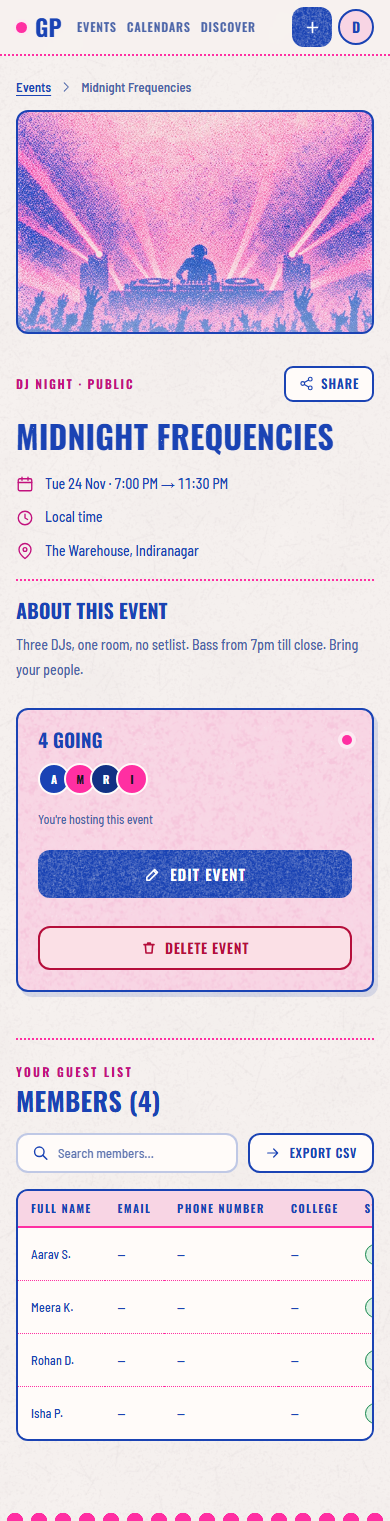 GP EVENTS CALENDARS DISCOVER + D
Events > Midnight Frequencies
DJ NIGHT · PUBLIC
SHARE
MIDNIGHT FREQUENCIES
Tue 24 Nov · 7:00 PM → 11:30 PM
Local time
The Warehouse, Indiranagar
ABOUT THIS EVENT
Three DJs, one room, no setlist. Bass from 7pm till close. Bring
your people.
4 GOING
A M R I
You're hosting this event
EDIT EVENT
DELETE EVENT
YOUR GUEST LIST
MEMBERS (4)
Search members...
→ EXPORT CSV
FULL NAME EMAIL PHONE NUMBER COLLEGE S
Aarav S. – – –
Meera K. – – –
Rohan D. – – –
Isha P. – – –